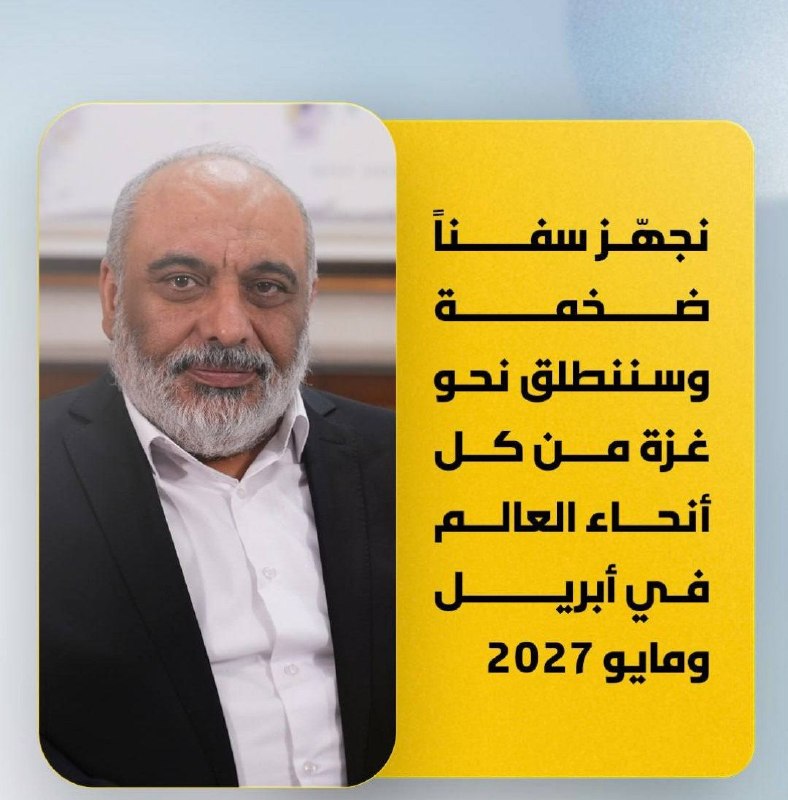 نجهّز سفناً
ضخمة
وسننطلق نحو
غزة من كل
أنحاء العالم
في أبريل
ومايو 2027